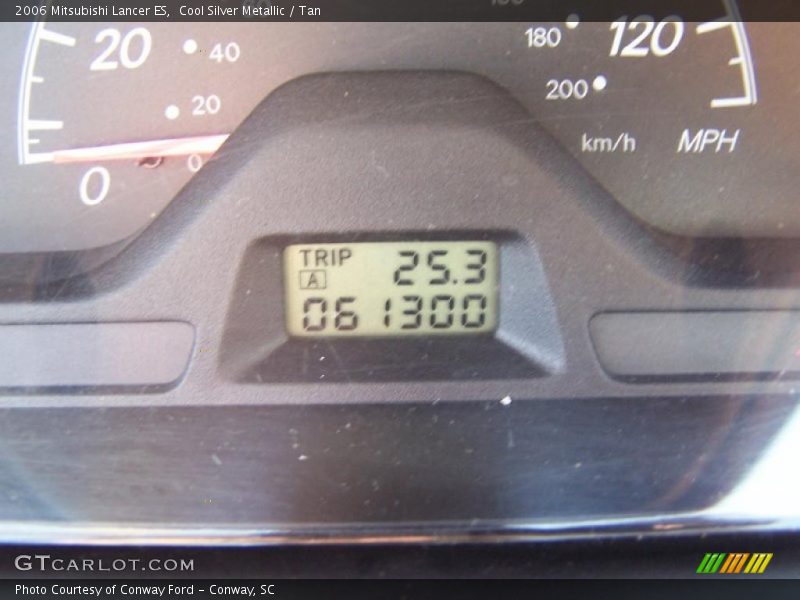 2006 Mitsubishi Lancer ES, Cool Silver Metallic / Tan
20 40 180 120
20 200
km/h MPH
0 0
TRIP 25.3
A
061300
GTCARLOT.COM
Photo Courtesy of Conway Ford - Conway, SC